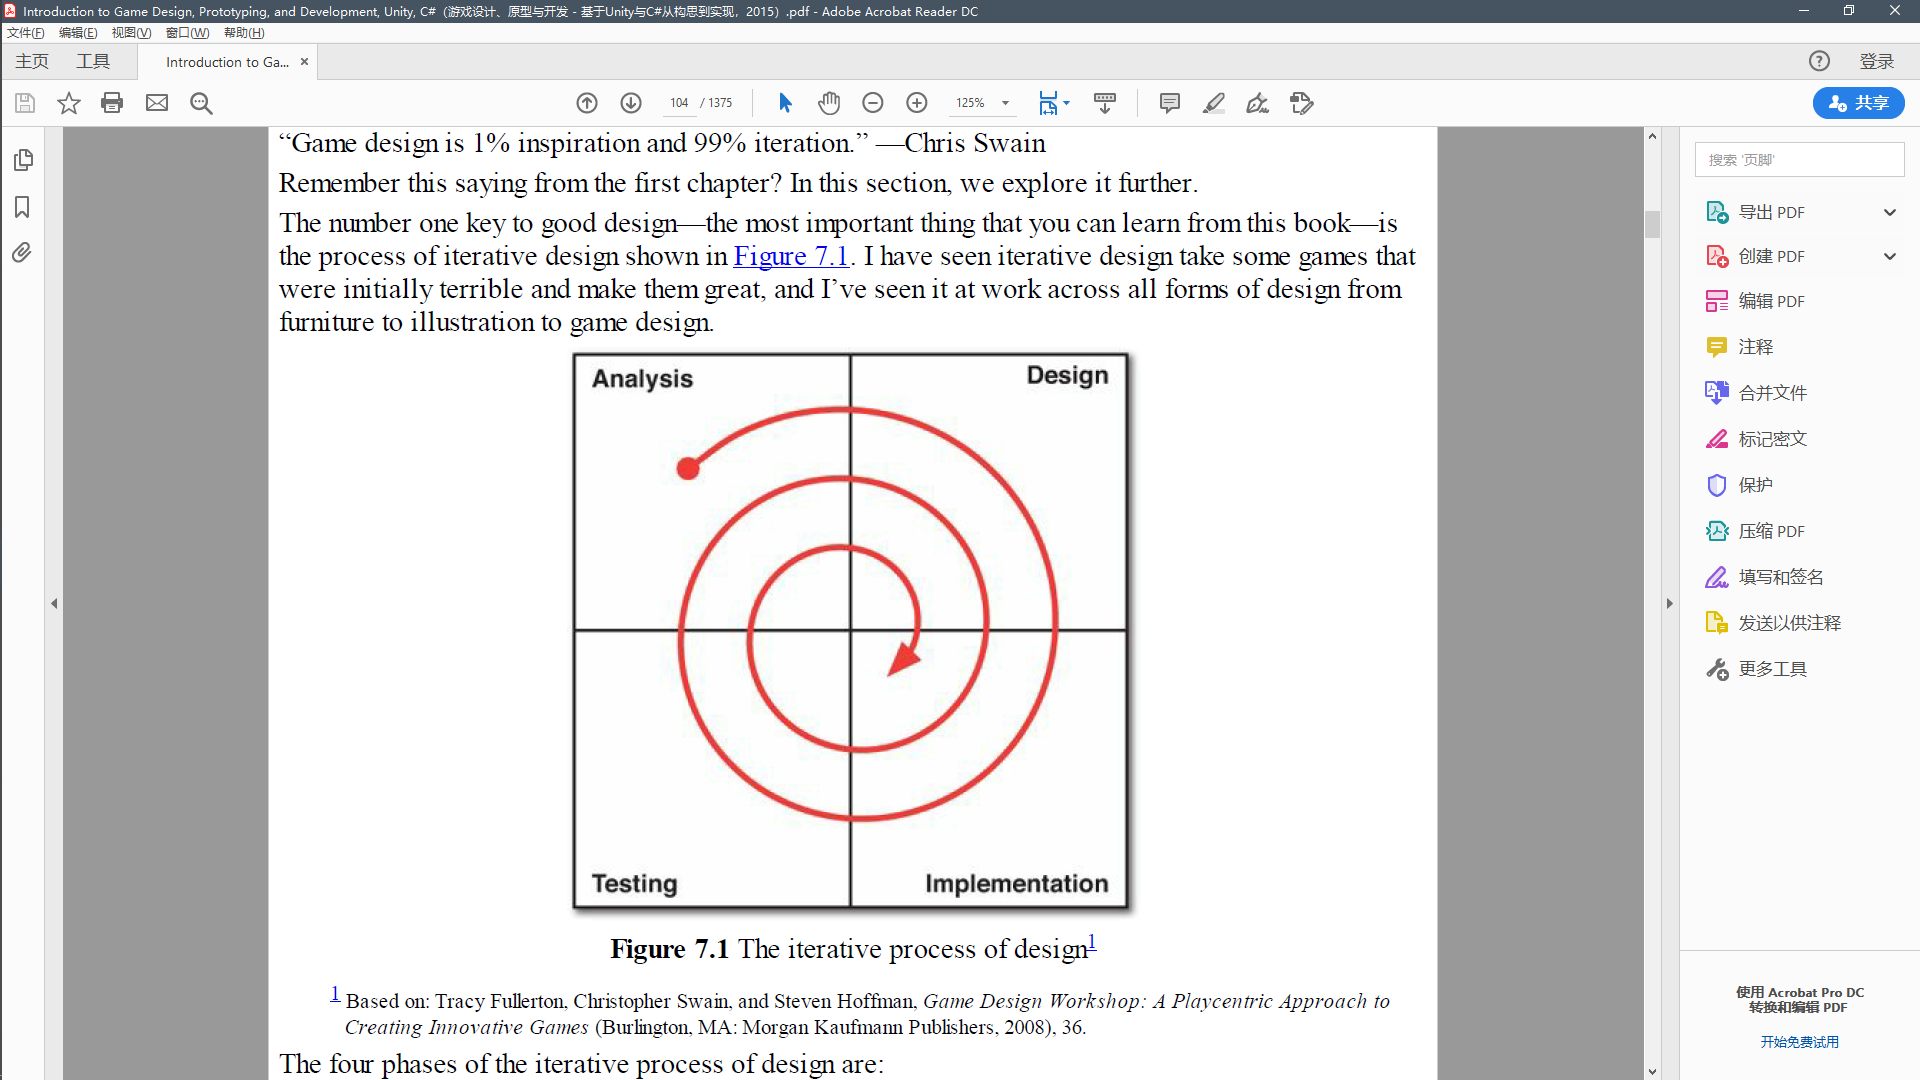 Introduction to Game Design, Prototyping, and Development, Unity, C#（游戏设计、原型与开发 - 基于Unity与C#从构思到实现，2015）.pdf - Adobe Acrobat Reader DC
文件(F) 编辑(E) 视图(V) 窗口(W) 帮助(H)
主页 工具 Introduction to Ga... × 登录
104 / 1375 125% 共享
“Game design is 1% inspiration and 99% iteration.” —Chris Swain
Remember this saying from the first chapter? In this section, we explore it further.
The number one key to good design—the most important thing that you can learn from this book—is
the process of iterative design shown in Figure 7.1. I have seen iterative design take some games that
were initially terrible and make them great, and I’ve seen it at work across all forms of design from
furniture to illustration to game design.
Analysis
Design
Testing
Implementation
Figure 7.1 The iterative process of design1
1 Based on: Tracy Fullerton, Christopher Swain, and Steven Hoffman, Game Design Workshop: A Playcentric Approach to
Creating Innovative Games (Burlington, MA: Morgan Kaufmann Publishers, 2008), 36.
The four phases of the iterative process of design are:
搜索 '页脚'
导出 PDF
创建 PDF
编辑 PDF
注释
合并文件
标记密文
保护
压缩 PDF
填写和签名
发送以供注释
更多工具
使用 Acrobat Pro DC
转换和编辑 PDF
开始免费试用